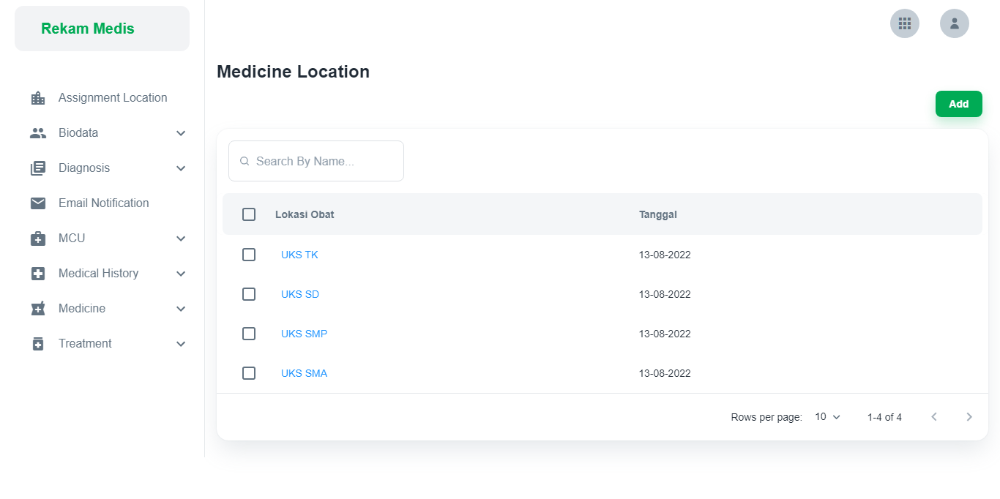 Rekam Medis
Assignment Location
Biodata
Diagnosis
Email Notification
MCU
Medical History
Medicine
Treatment
Medicine Location
Add
Search By Name...
Lokasi Obat Tanggal
UKS TK 13-08-2022
UKS SD 13-08-2022
UKS SMP 13-08-2022
UKS SMA 13-08-2022
Rows per page: 10 1-4 of 4